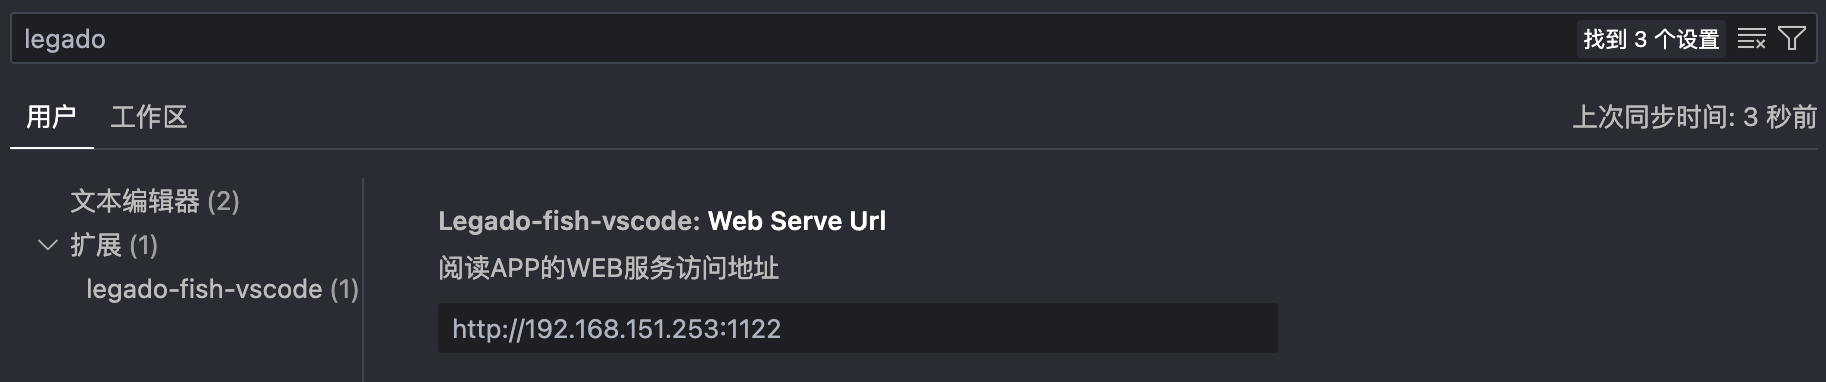 legado
找到 3 个设置
用户
工作区
上次同步时间: 3 秒前
文本编辑器 (2)
扩展 (1)
legado-fish-vscode (1)
Legado-fish-vscode: Web Serve Url
阅读APP的WEB服务访问地址
http://192.168.151.253:1122